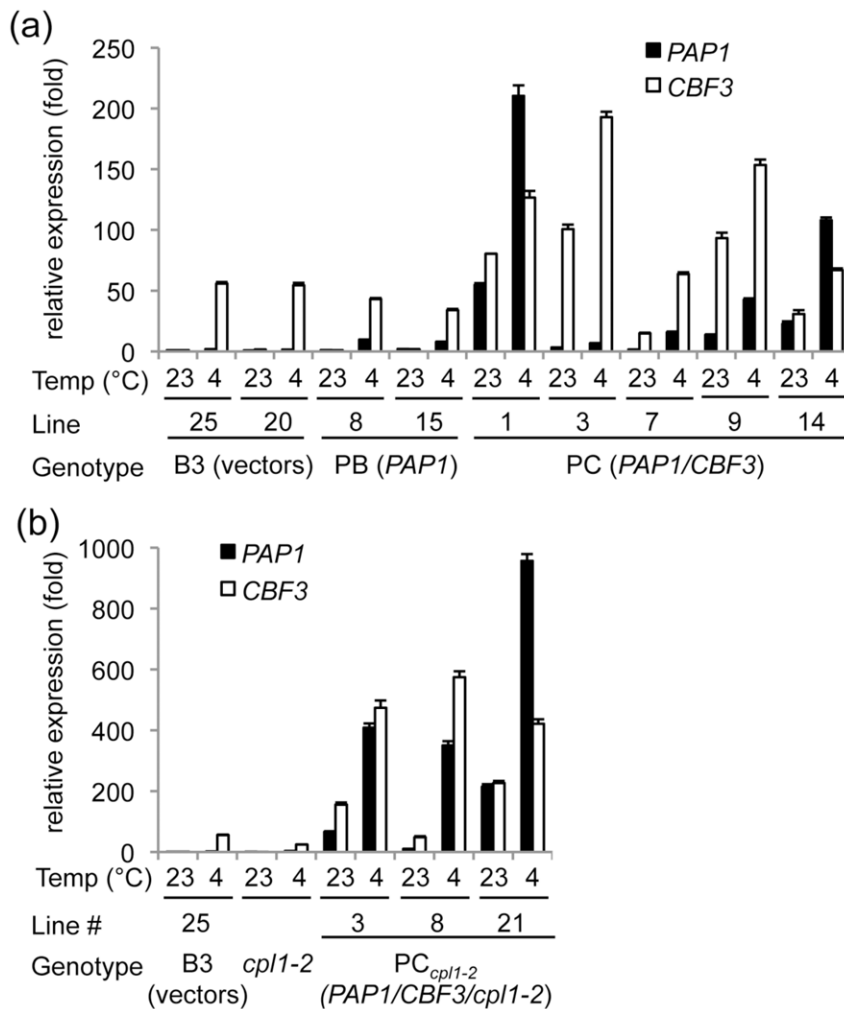 (a)
PAP1
CBF3
relative expression (fold)
250
200
150
100
50
0
Temp (°C) 23 4 23 4 23 4 23 4 23 4 23 4 23 4 23 4 23 4
Line 25 20 8 15 1 3 7 9 14
Genotype B3 (vectors) PB (PAP1) PC (PAP1/CBF3)
(b)
PAP1
CBF3
relative expression (fold)
1000
800
600
400
200
0
Temp (°C) 23 4 23 4 23 4 23 4 23 4
Line # 25 3 8 21
Genotype B3 cpl1-2 PCcpl1-2
(vectors) (PAP1/CBF3/cpl1-2)